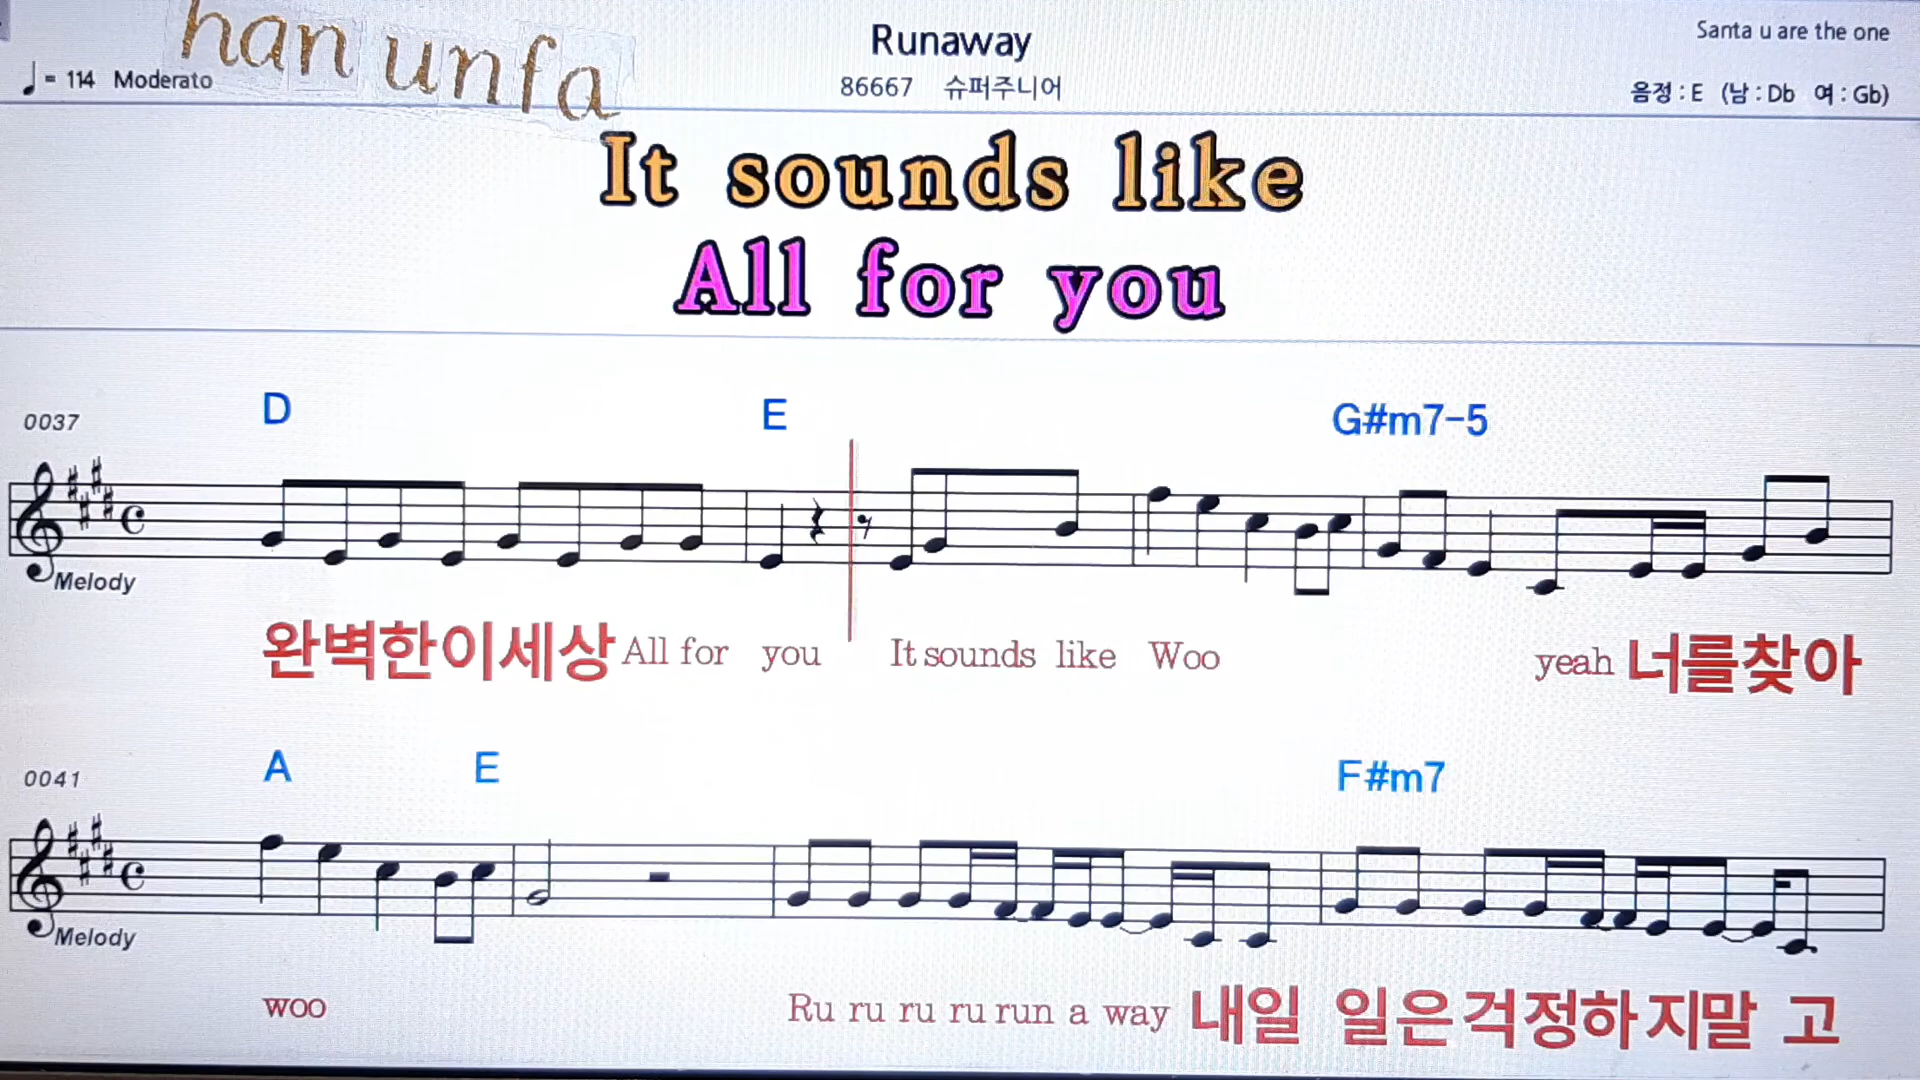 han unfa
Runaway
Santa u are the one
♩= 114 Moderato
86667 슈퍼주니어
음정 : E (남 : Db 여 : Gb)
It sounds like
All for you
0037
D E G#m7-5
Melody
완벽한이세상All for you It sounds like Woo yeah 너를찾아
0041
A E F#m7
Melody
woo Ru ru ru ru run a way 내일 일은걱정하지말 고